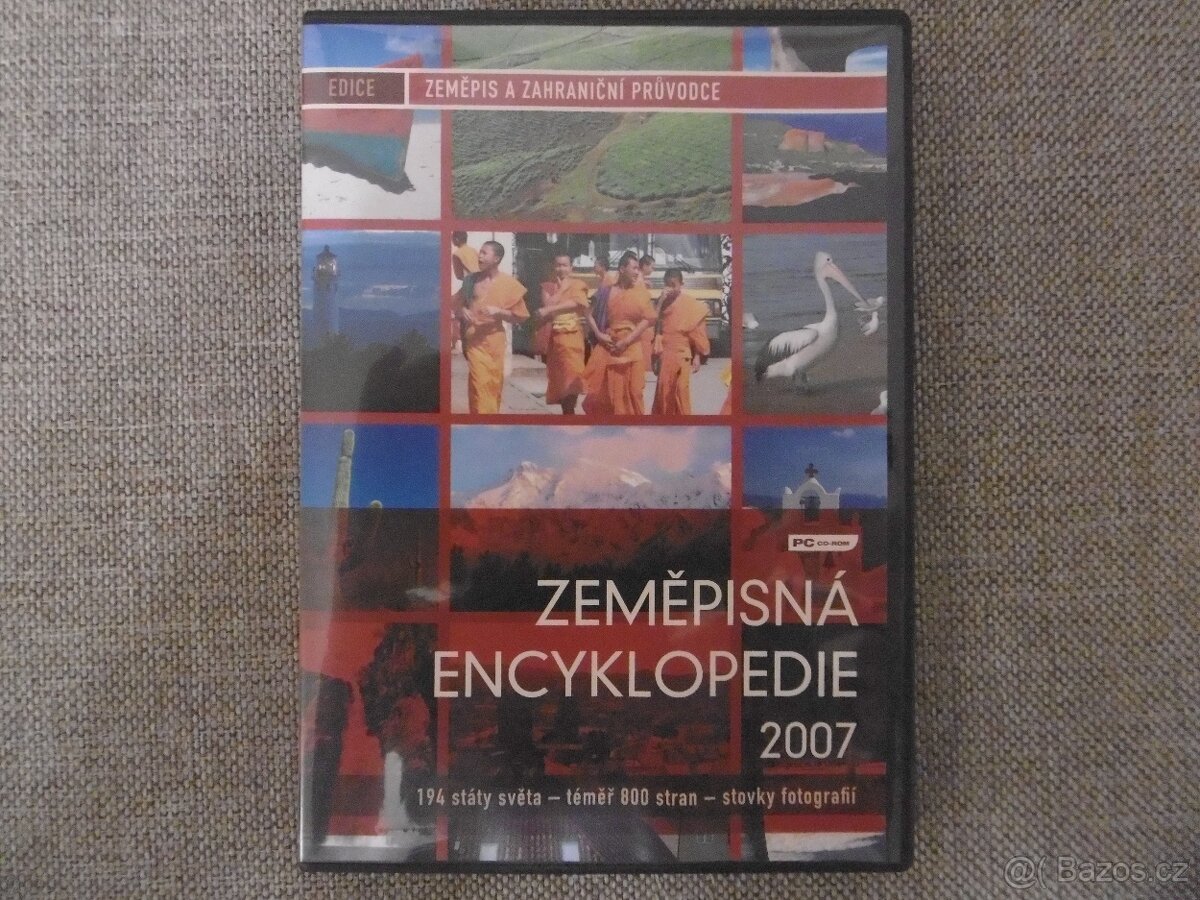 EDICE
ZEMĚPIS A ZAHRANIČNÍ PRŮVODCE
PC CD-ROM
ZEMĚPISNÁ
ENCYKLOPEDIE
2007
194 státy světa – téměř 800 stran – stovky fotografií
@( Bazos.cz